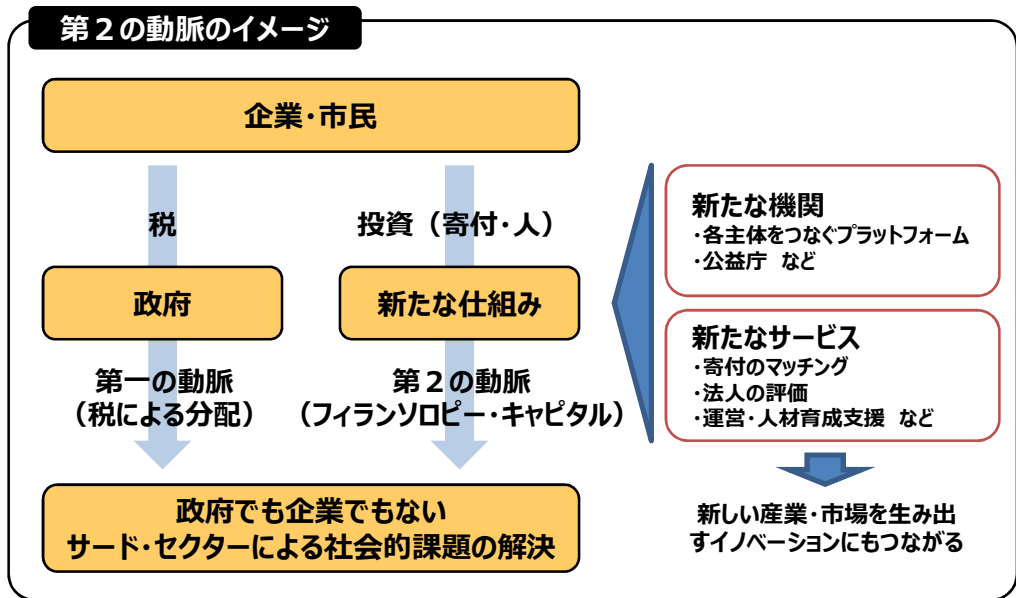 第２の動脈のイメージ
企業・市民
税
投資（寄付・人）
政府
新たな仕組み
第一の動脈
（税による分配）
第２の動脈
（フィランソロピー・キャピタル）
政府でも企業でもない
サード・セクターによる社会的課題の解決
新たな機関
・各主体をつなぐプラットフォーム
・公益庁 など
新たなサービス
・寄付のマッチング
・法人の評価
・運営・人材育成支援 など
新しい産業・市場を生み出
すイノベーションにもつながる